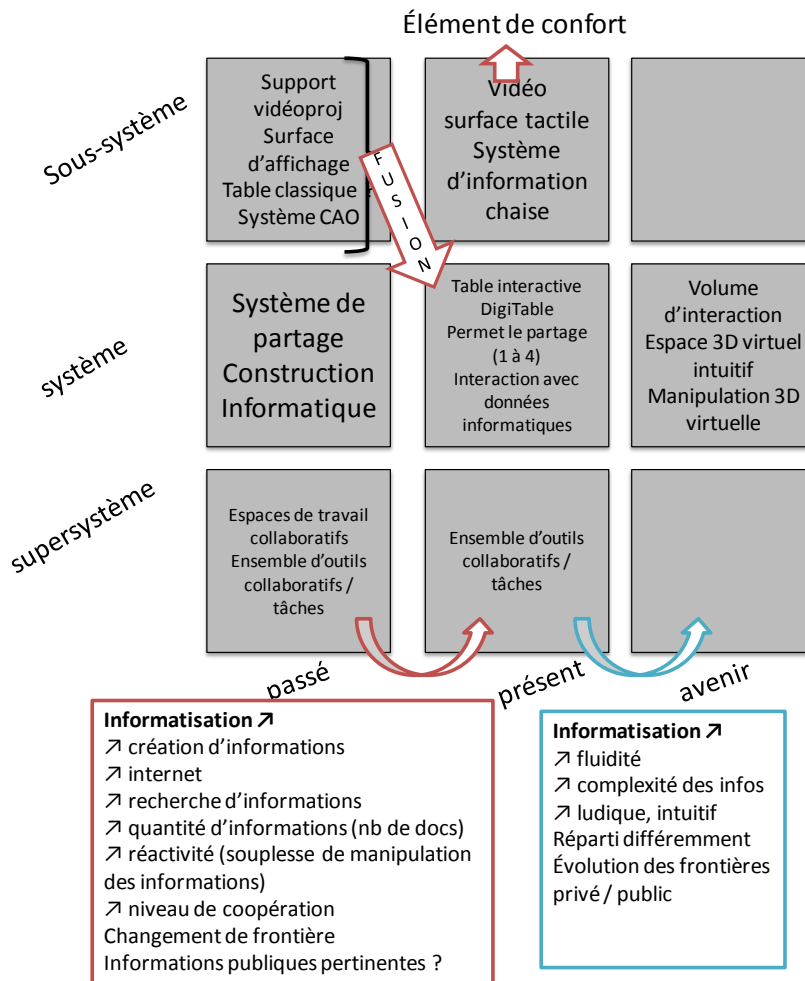 Élément de confort
Sous-système
Support
vidéoproj
Surface
d'affichage
Table classique ?
Système CAO
FUSION
Vidéo
surface tactile
Système
d'information
chaise
système
Système de
partage
Construction
Informatique
Table interactive
DigiTable
Permet le partage
(1 à 4)
Interaction avec
données
informatiques
Volume
d'interaction
Espace 3D virtuel
intuitif
Manipulation 3D
virtuelle
supersystème
Espaces de travail
collaboratifs
Ensemble d'outils
collaboratifs /
tâches
Ensemble d'outils
collaboratifs /
tâches
passé
présent
avenir
Informatisation ↗
↗ création d'informations
↗ internet
↗ recherche d'informations
↗ quantité d'informations (nb de docs)
↗ réactivité (souplesse de manipulation
des informations)
↗ niveau de coopération
Changement de frontière
Informations publiques pertinentes ?
Informatisation ↗
↗ fluidité
↗ complexité des infos
↗ ludique, intuitif
Réparti différemment
Évolution des frontières
privé / public